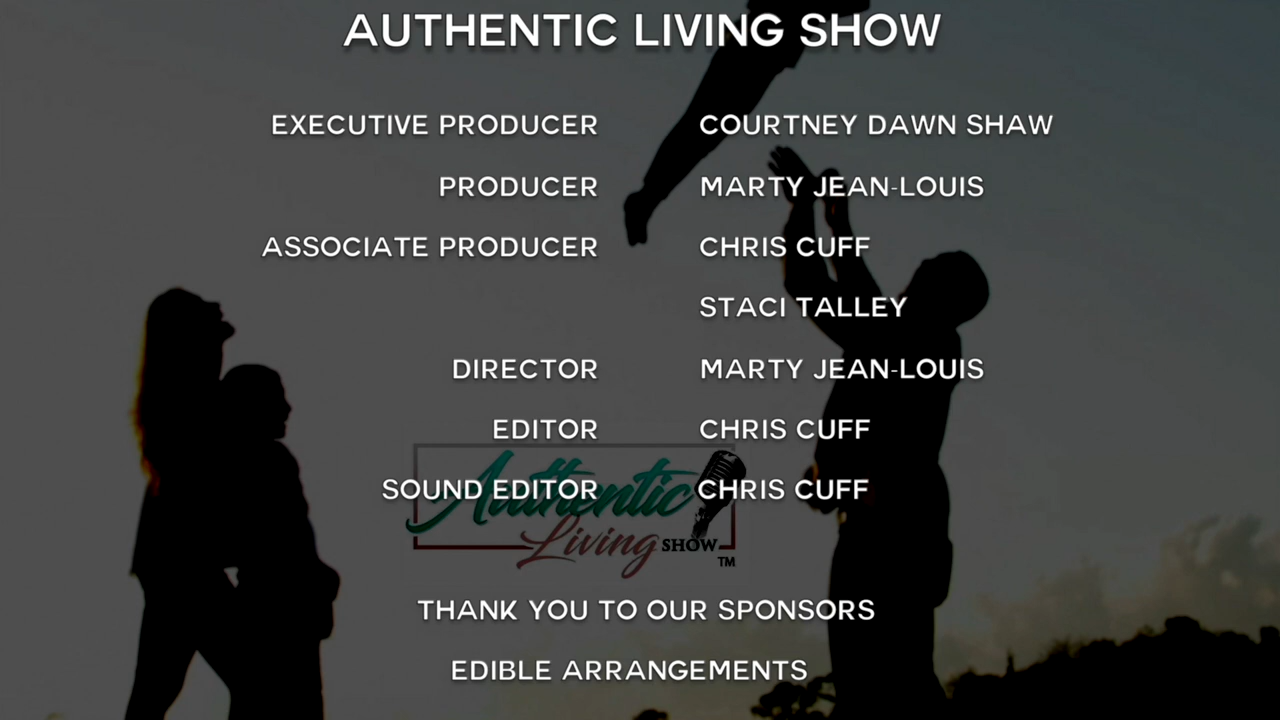 AUTHENTIC LIVING SHOW
EXECUTIVE PRODUCER COURTNEY DAWN SHAW
PRODUCER MARTY JEAN-LOUIS
ASSOCIATE PRODUCER CHRIS CUFF
STACI TALLEY
DIRECTOR MARTY JEAN-LOUIS
EDITOR CHRIS CUFF
SOUND EDITOR CHRIS CUFF
Authentic
Living SHOW
TM
THANK YOU TO OUR SPONSORS
EDIBLE ARRANGEMENTS